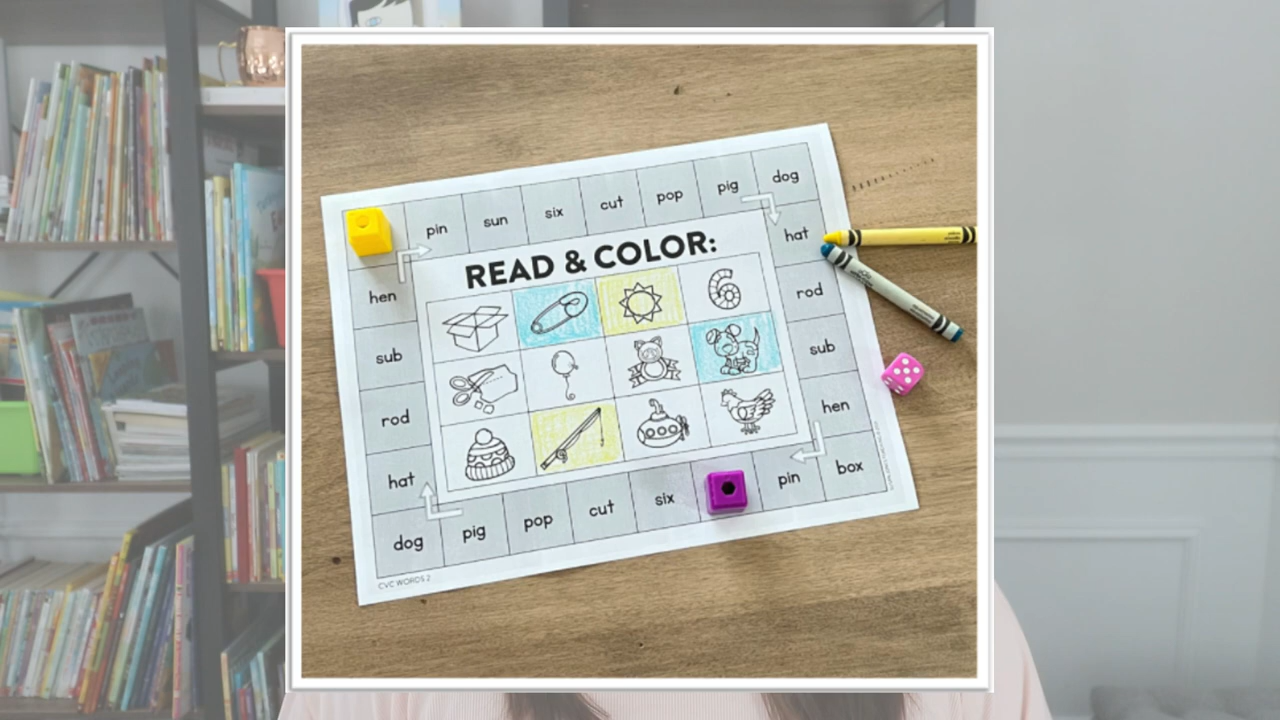 pin sun six cut pop pig dog
READ & COLOR:
hen hat
sub rod
rod sub
hat hen
dog pig pop cut six pin box
CVC WORDS 2